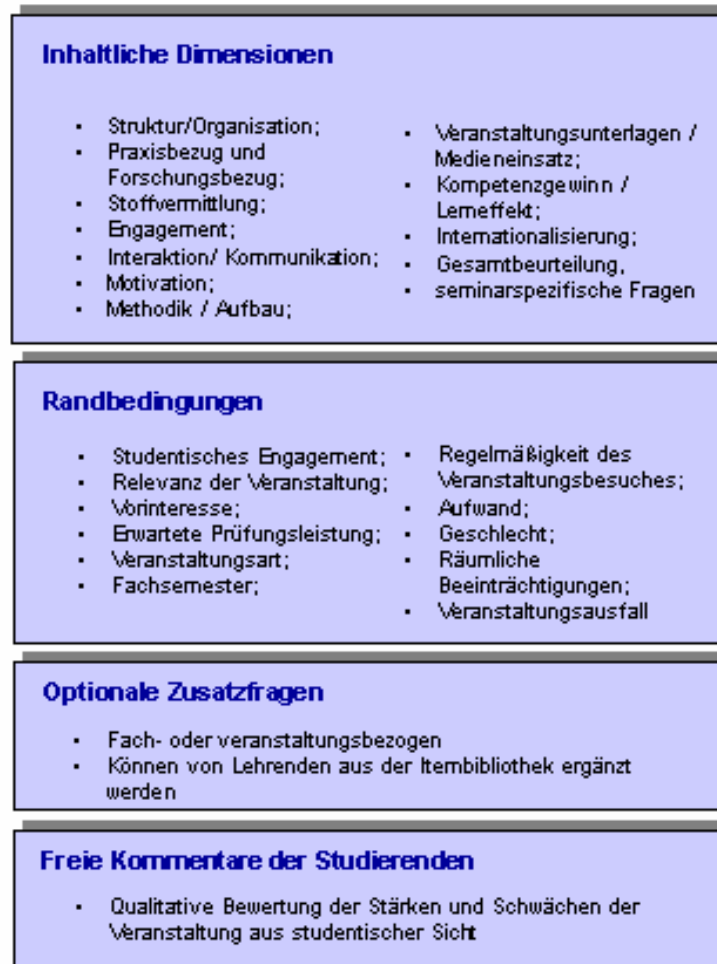 Inhaltliche Dimensionen
• Struktur/Organisation;
• Praxisbezug und
Forschungsbezug;
• Stoffvermittlung;
• Engagement;
• Interaktion/ Kommunikation;
• Motivation;
• Methodik / Aufbau;
• Veranstaltungsunterlagen /
Medieneinsatz;
• Kompetenzgewinn /
Lerneffekt;
• Internationalisierung;
• Gesamtbeurteilung,
• seminarspezifische Fragen
Randbedingungen
• Studentisches Engagement;
• Relevanz der Veranstaltung;
• Vorinteresse;
• Erwartete Prüfungsleistung;
• Veranstaltungsart;
• Fachsemester;
• Regelmäßigkeit des
Veranstaltungsbesuches;
• Aufwand;
• Geschlecht;
• Räumliche
Beeinträchtigungen;
• Veranstaltungsausfall
Optionale Zusatzfragen
• Fach- oder veranstaltungsbezogen
• Können von Lehrenden aus der Itembibliothek ergänzt
werden
Freie Kommentare der Studierenden
• Qualitative Bewertung der Stärken und Schwächen der
Veranstaltung aus studentischer Sicht